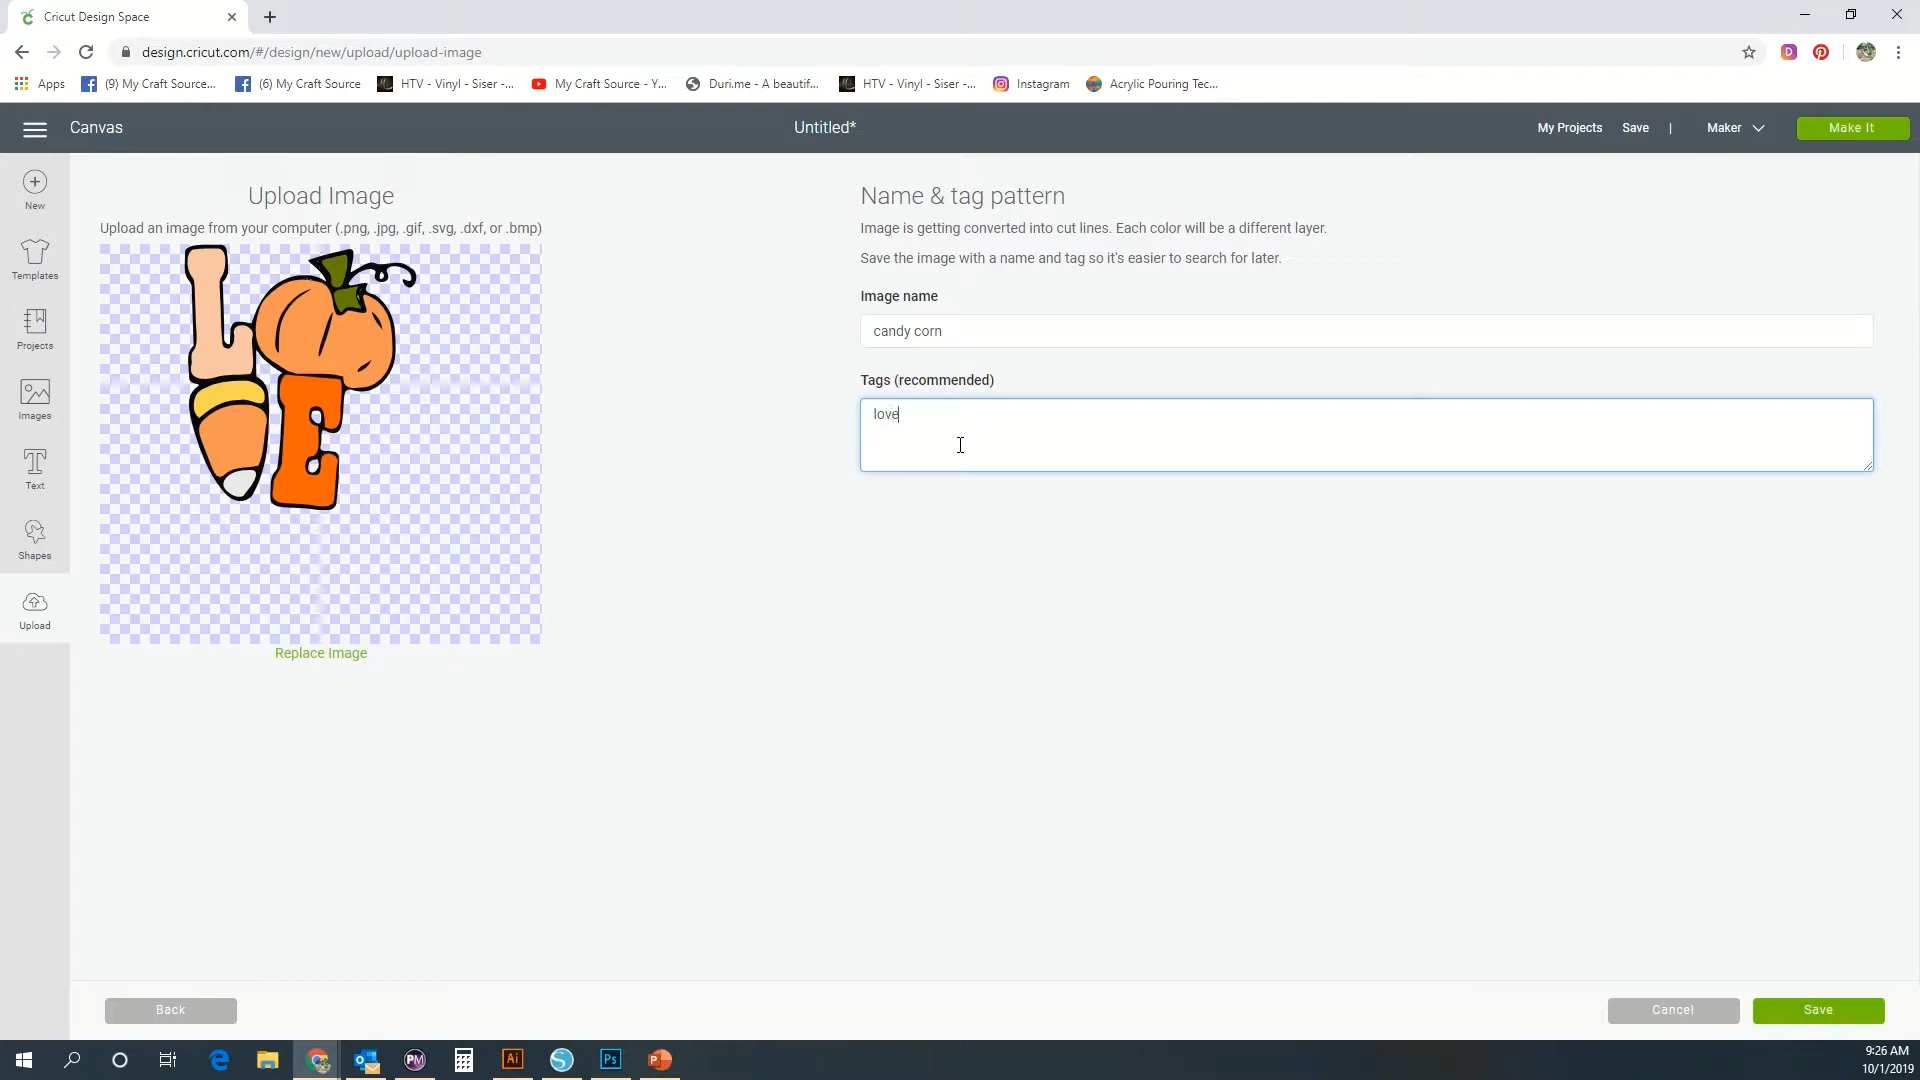 Cricut Design Space
design.cricut.com/#/design/new/upload/upload-image
Apps
(9) My Craft Source...
(6) My Craft Source
HTV - Vinyl - Siser -...
My Craft Source - Y...
Duri.me - A beautif...
HTV - Vinyl - Siser -...
Instagram
Acrylic Pouring Tec...
Canvas
Untitled*
My Projects
Save
|
Maker
Make It
New
Templates
Projects
Images
Text
Shapes
Upload
Upload Image
Upload an image from your computer (.png, .jpg, .gif, .svg, .dxf, or .bmp)
L
E
Replace Image
Name & tag pattern
Image is getting converted into cut lines. Each color will be a different layer.
Save the image with a name and tag so it's easier to search for later.
Image name
candy corn
Tags (recommended)
love
Back
Cancel
Save
PM
Ai
Ps
9:26 AM
10/1/2019